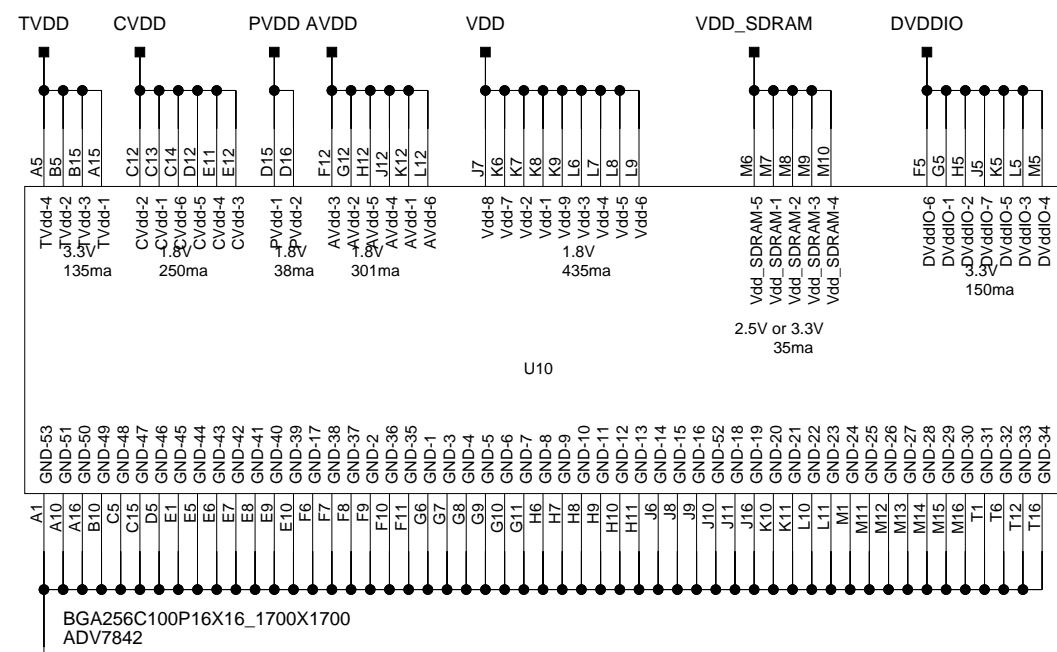 TVDD CVDD PVDD AVDD VDD VDD_SDRAM DVDDIO
A5 B5 B15 A15 C12 C13 C14 D12 E11 E12 D15 D16 F12 G12 H12 J12 K12 L12 J7 K6 K7 K8 K9 L6 L7 L8 L9 M6 M7 M8 M9 M10 F5 G5 H5 J5 K5 L5 M5
TVdd-4 TVdd-2 TVdd-3 TVdd-1 CVdd-2 CVdd-1 CVdd-6 CVdd-5 CVdd-4 CVdd-3 PVdd-1 PVdd-2 AVdd-3 AVdd-2 AVdd-5 AVdd-4 AVdd-1 AVdd-6 Vdd-8 Vdd-7 Vdd-2 Vdd-1 Vdd-9 Vdd-3 Vdd-4 Vdd-5 Vdd-6 Vdd_SDRAM-5 Vdd_SDRAM-1 Vdd_SDRAM-2 Vdd_SDRAM-3 Vdd_SDRAM-4 DVddIO-6 DVddIO-1 DVddIO-2 DVddIO-7 DVddIO-5 DVddIO-3 DVddIO-4
3.3V 1.8V 1.8V 1.8V 1.8V 3.3V
135ma 250ma 38ma 301ma 435ma 150ma
2.5V or 3.3V
35ma
U10
GND-53 GND-51 GND-50 GND-49 GND-48 GND-47 GND-46 GND-45 GND-44 GND-43 GND-42 GND-41 GND-40 GND-39 GND-17 GND-38 GND-37 GND-2 GND-36 GND-35 GND-1 GND-3 GND-4 GND-5 GND-6 GND-7 GND-8 GND-9 GND-10 GND-11 GND-12 GND-13 GND-14 GND-15 GND-16 GND-52 GND-18 GND-19 GND-20 GND-21 GND-22 GND-23 GND-24 GND-25 GND-26 GND-27 GND-28 GND-29 GND-30 GND-31 GND-32 GND-33 GND-34
A1 A10 A16 B10 C5 C15 D5 E1 E5 E6 E7 E8 E9 E10 F6 F7 F8 F9 F10 F11 G6 G7 G8 G9 G10 G11 H6 H7 H8 H9 H10 H11 J6 J8 J9 J10 J11 J16 K10 K11 L10 L11 M1 M11 M12 M13 M14 M15 M16 T1 T6 T12 T16
BGA256C100P16X16_1700X1700
ADV7842